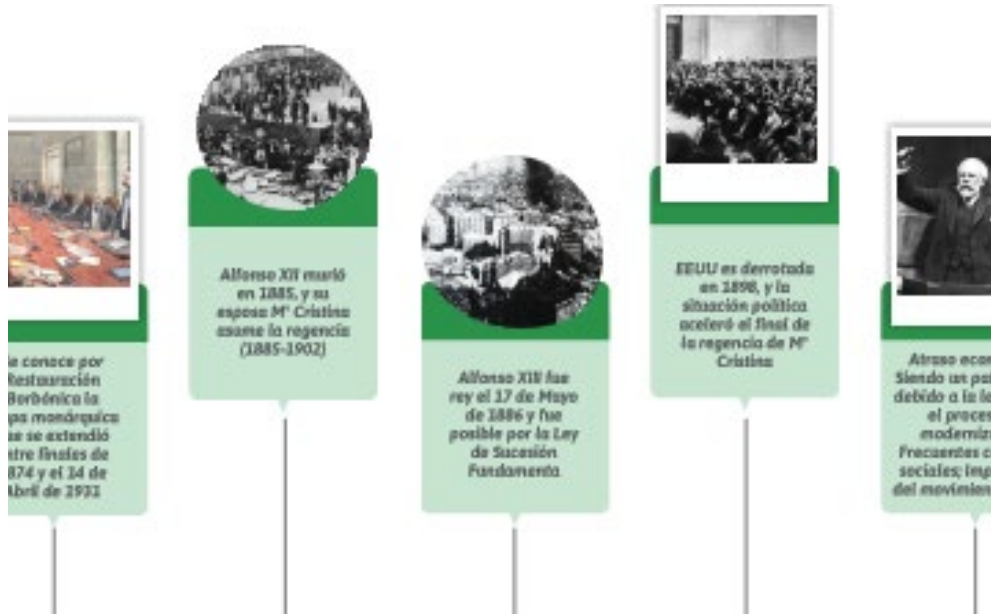 e conoce por
Restauración
Borbónica la
apa monárquica
ue se extendió
ntre finales de
874 y el 14 de
Abril de 1931
Alfonso XII murió
en 1885, y su
esposa Mª Cristina
asume la regencia
(1885-1902)
Alfonso XIII fue
rey el 17 de Mayo
de 1886 y fue
posible por la Ley
de Sucesión
Fundamenta.
EEUU es derrotada
en 1898, y la
situación política
aceleró el final de
la regencia de Mª
Cristina
Atraso econ
Siendo un pa
debido a la le
el proces
moderniz
Frecuentes c
sociales; Imp
del movimien